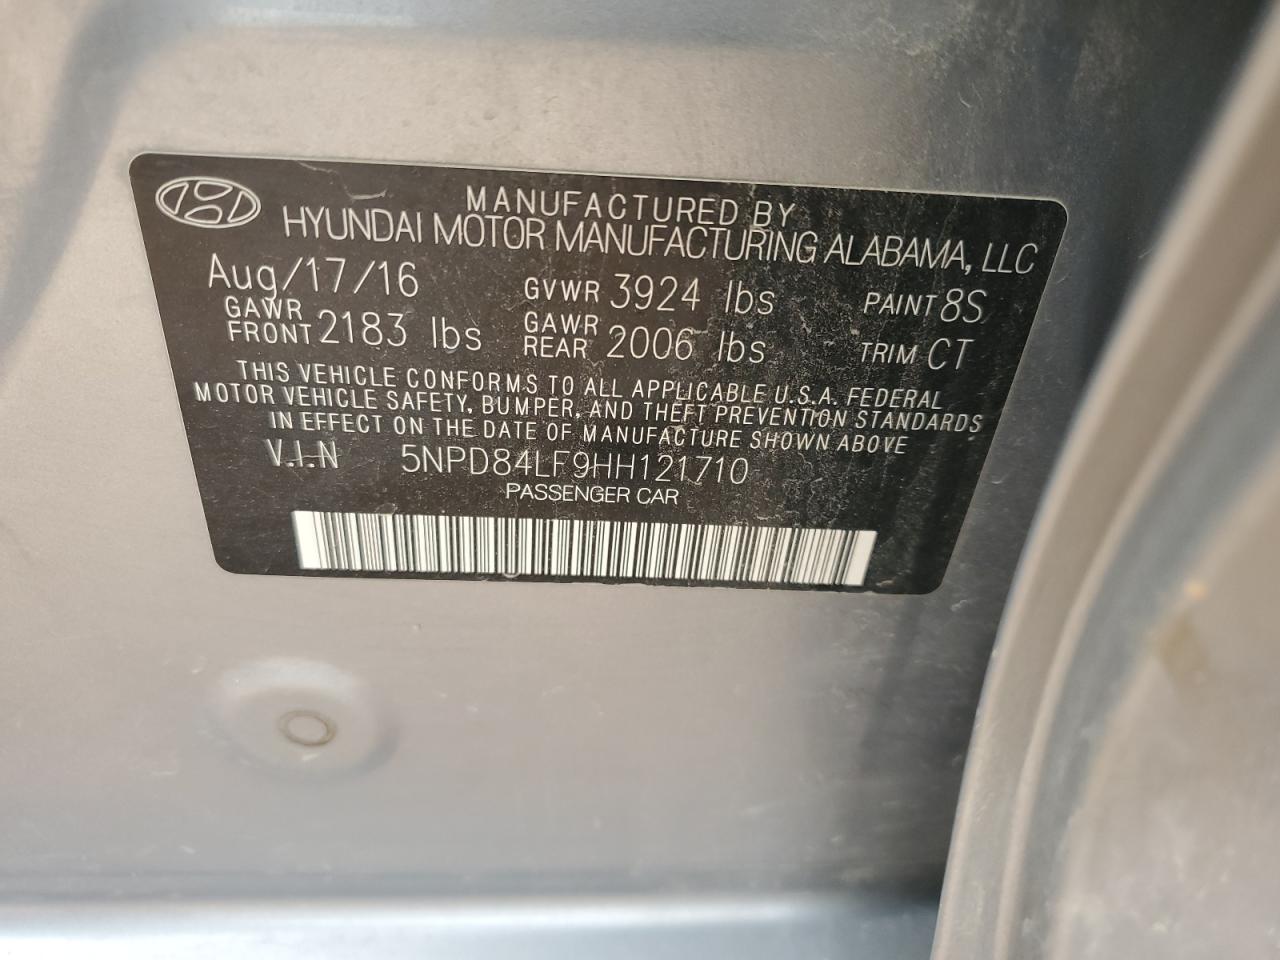 MANUFACTURED BY
HYUNDAI MOTOR MANUFACTURING ALABAMA, LLC
Aug/17/16 GVWR 3924 lbs PAINT 8S
GAWR FRONT 2183 lbs GAWR REAR 2006 lbs TRIM CT
THIS VEHICLE CONFORMS TO ALL APPLICABLE U.S.A. FEDERAL
MOTOR VEHICLE SAFETY, BUMPER, AND THEFT PREVENTION STANDARDS
IN EFFECT ON THE DATE OF MANUFACTURE SHOWN ABOVE
V.I.N 5NPD84LF9HH121710
PASSENGER CAR